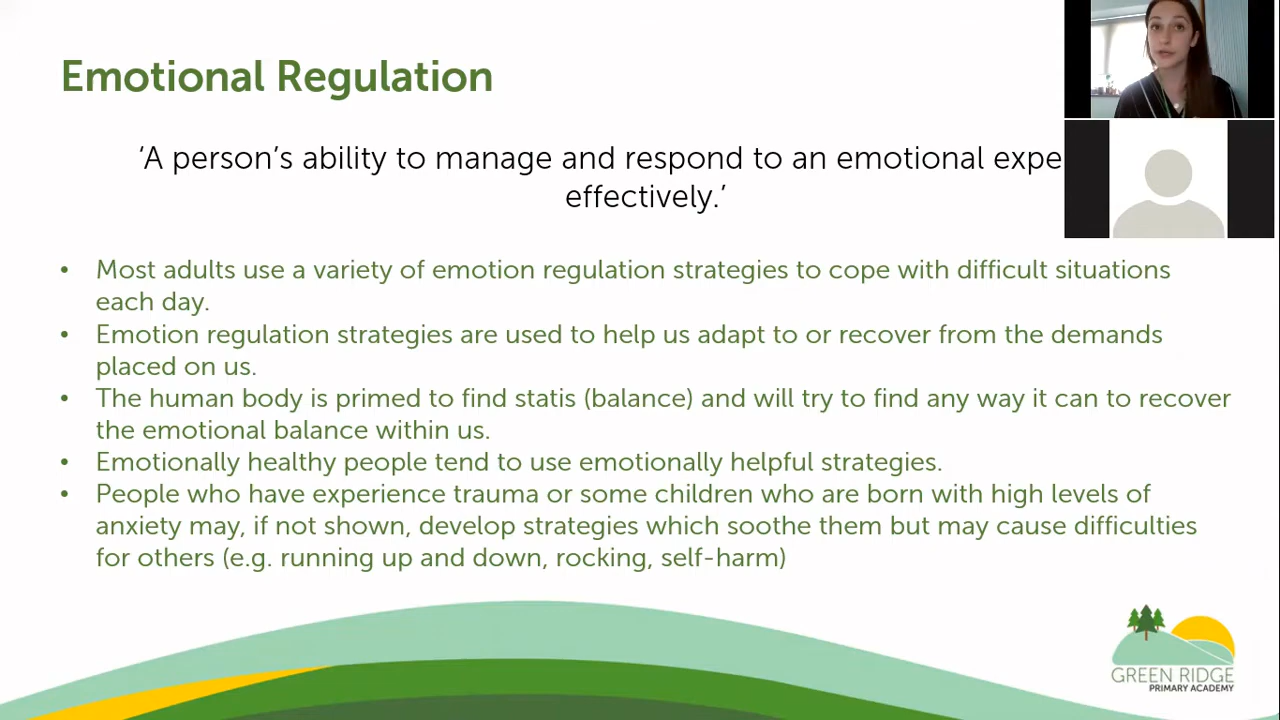 Emotional Regulation
‘A person’s ability to manage and respond to an emotional expe
effectively.’
• Most adults use a variety of emotion regulation strategies to cope with difficult situations
each day.
• Emotion regulation strategies are used to help us adapt to or recover from the demands
placed on us.
• The human body is primed to find statis (balance) and will try to find any way it can to recover
the emotional balance within us.
• Emotionally healthy people tend to use emotionally helpful strategies.
• People who have experience trauma or some children who are born with high levels of
anxiety may, if not shown, develop strategies which soothe them but may cause difficulties
for others (e.g. running up and down, rocking, self-harm)
GREEN RIDGE
PRIMARY ACADEMY